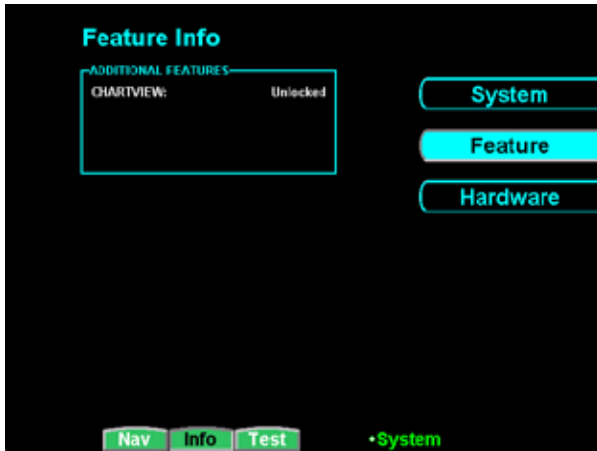 Feature Info
ADDITIONAL FEATURES
CHARTVIEW: Unlocked
System
Feature
Hardware
Nav Info Test •System